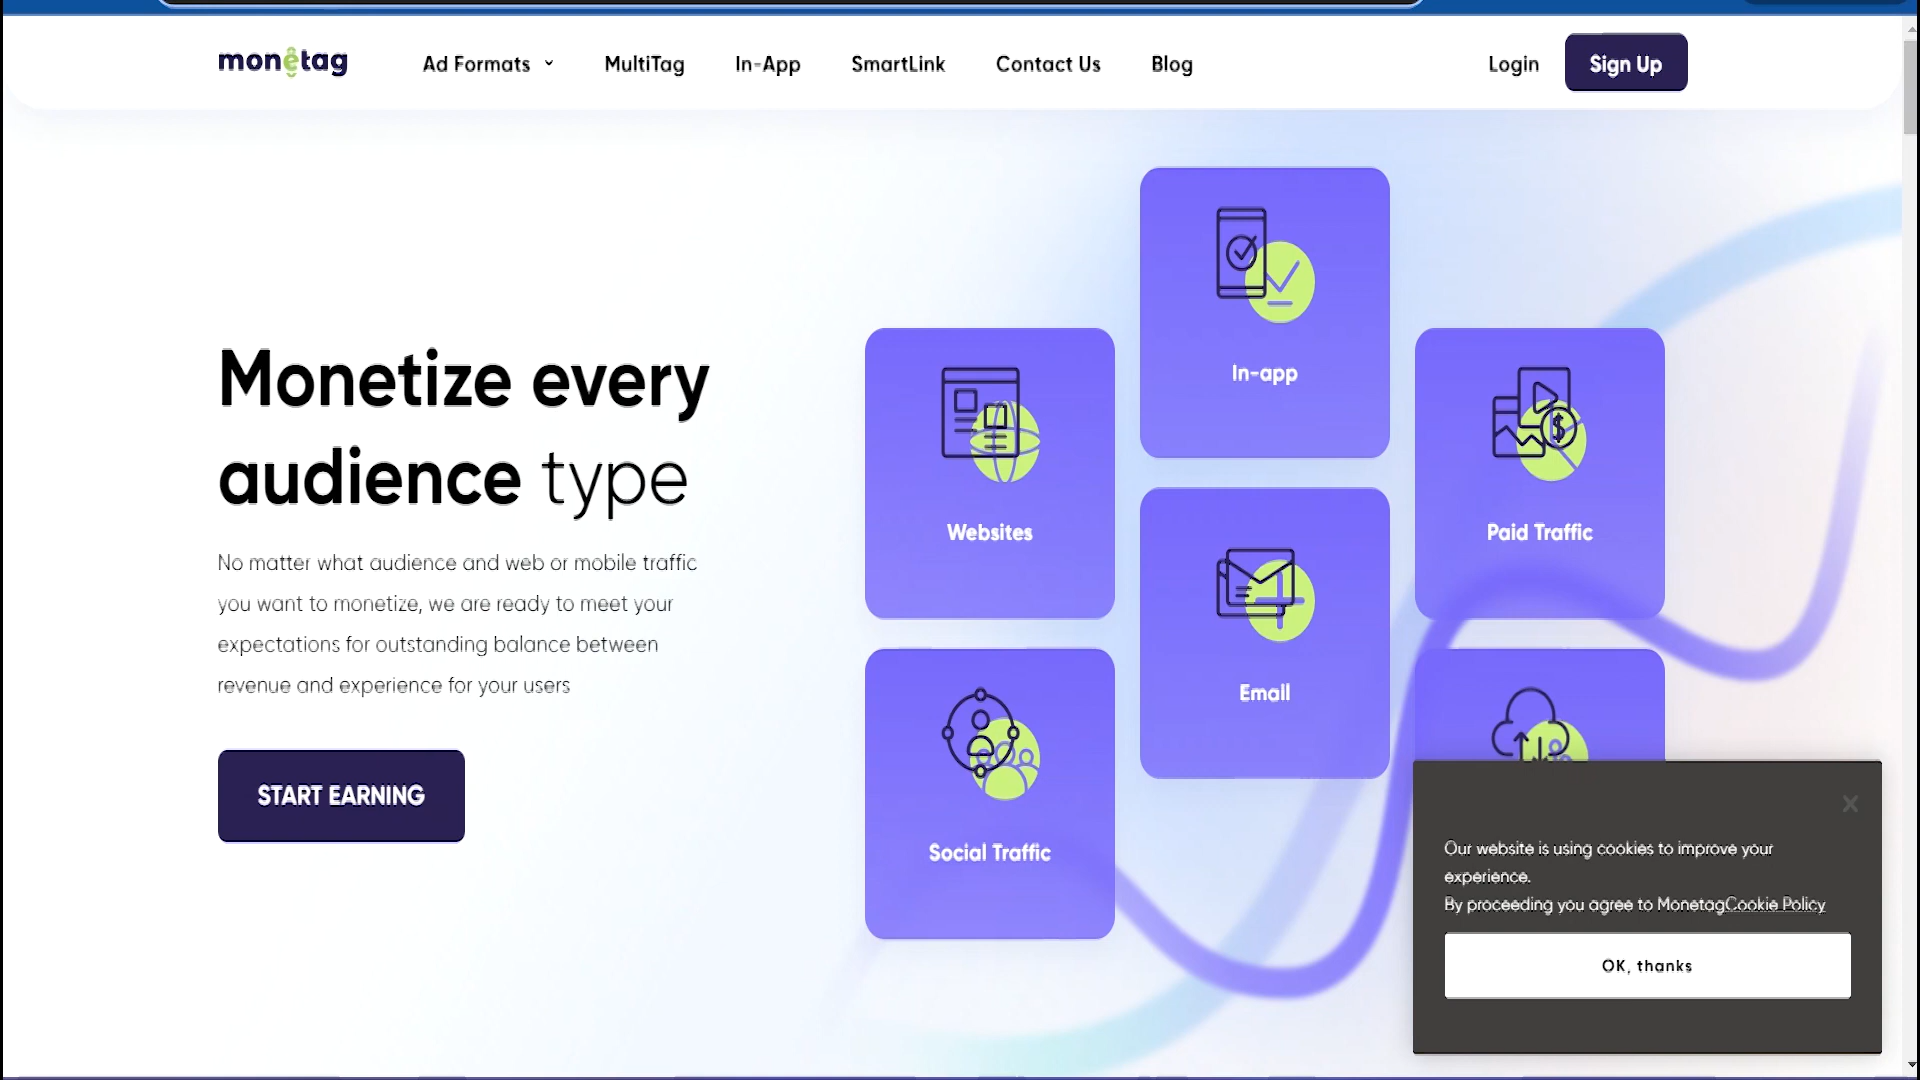 monetag
Ad Formats
MultiTag
In-App
SmartLink
Contact Us
Blog
Login
Sign Up
Monetize every
audience type
No matter what audience and web or mobile traffic
you want to monetize, we are ready to meet your
expectations for outstanding balance between
revenue and experience for your users
START EARNING
In-app
Websites
Paid Traffic
$
Email
Social Traffic
Our website is using cookies to improve your
experience.
By proceeding you agree to MonetagCookie Policy
OK, thanks